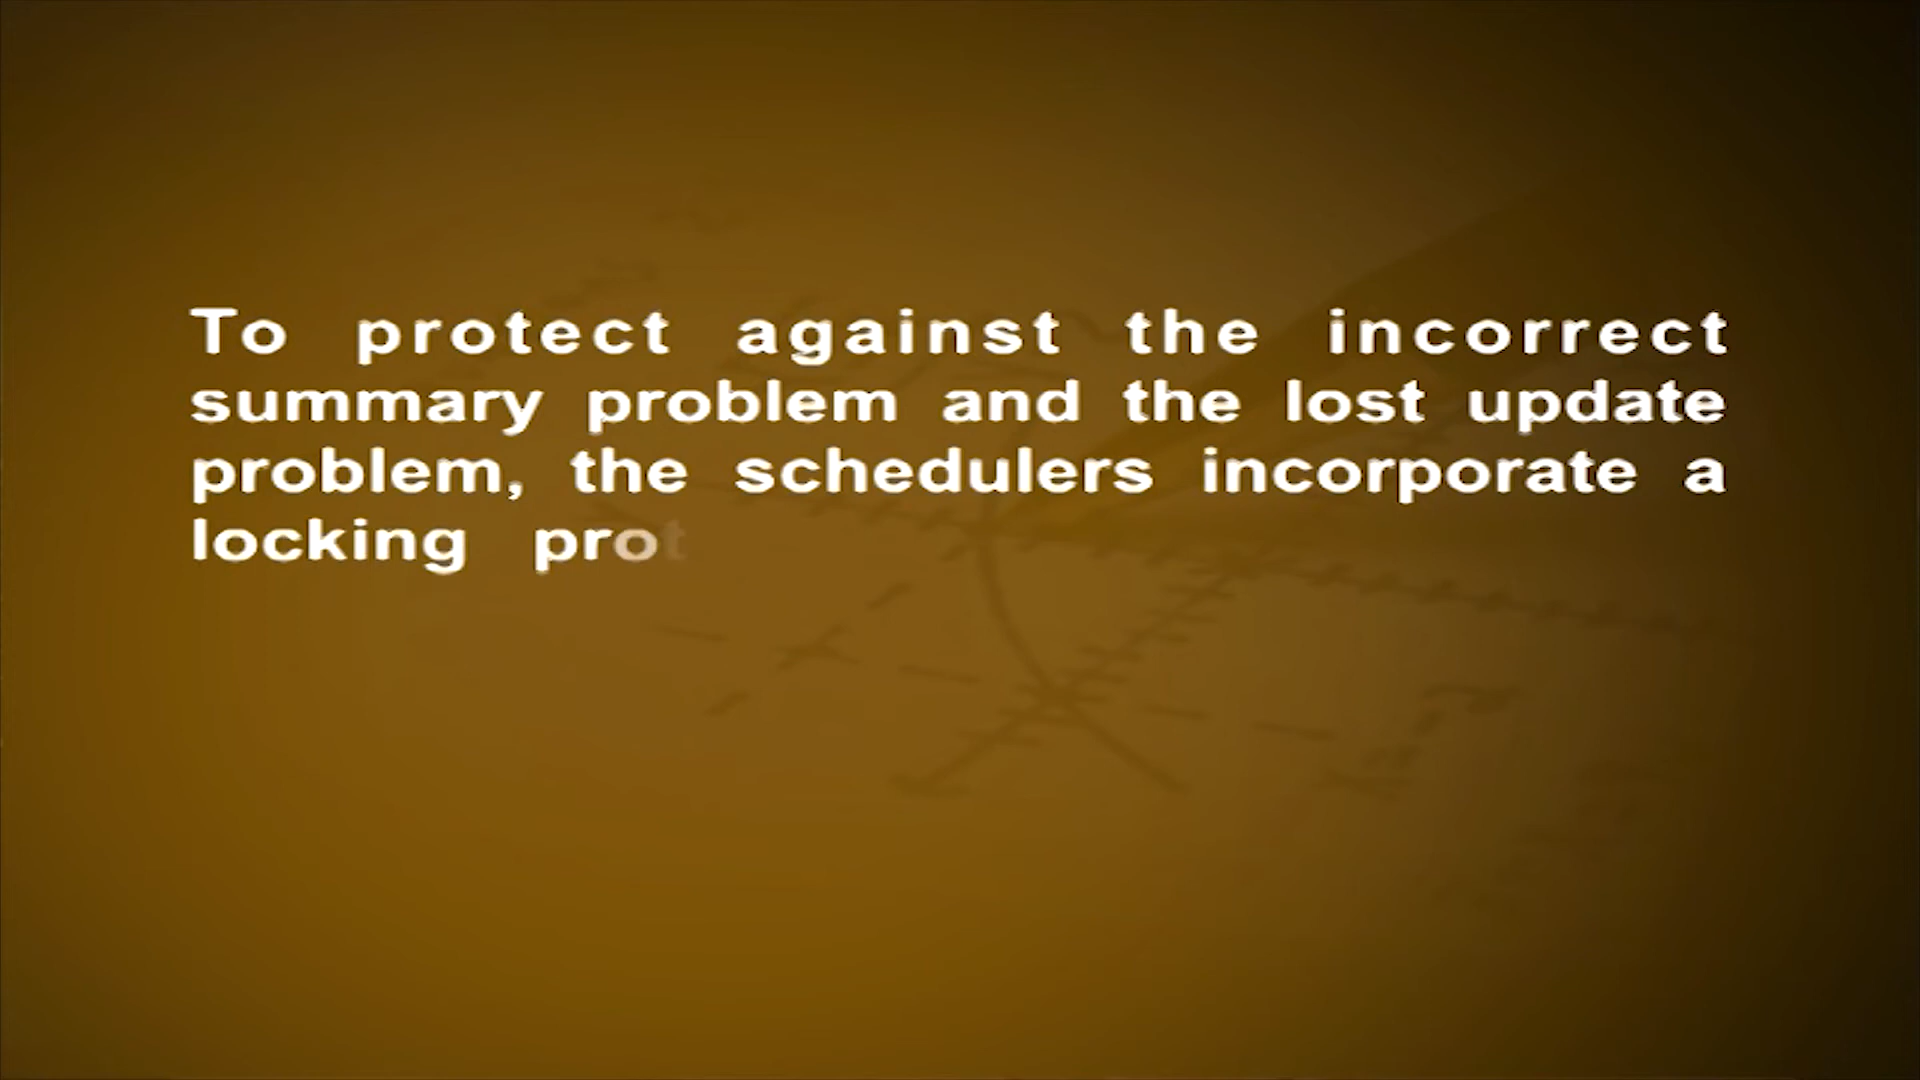 To protect against the incorrect
summary problem and the lost update
problem, the schedulers incorporate a
locking prot